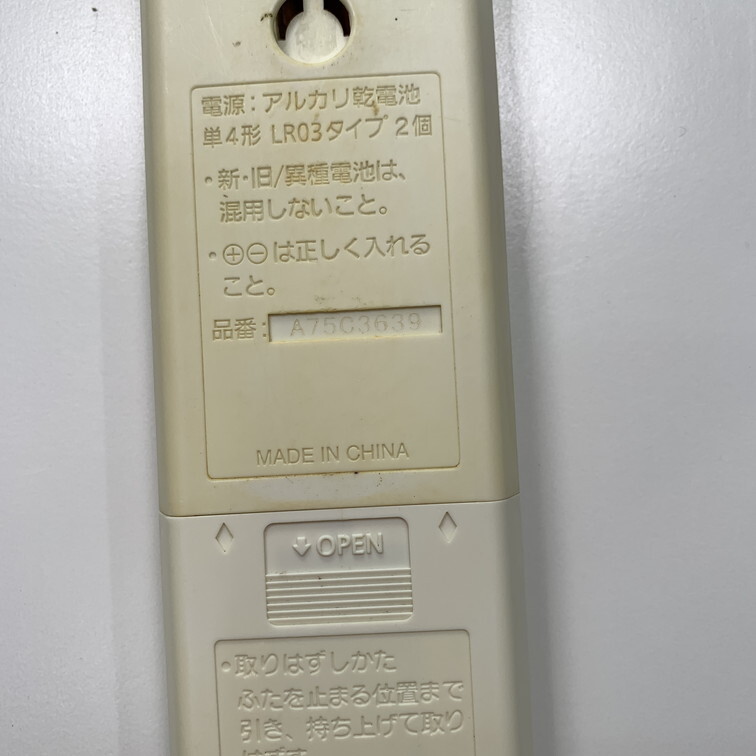 電源：アルカリ乾電池
単4形 LR03タイプ 2個
・新・旧/異種電池は、
混用しないこと。
・⊕⊖は正しく入れる
こと。
品番： A75C3639
MADE IN CHINA
OPEN
・取りはずしかた
ふたを止まる位置まで
引き、持ち上げて取り